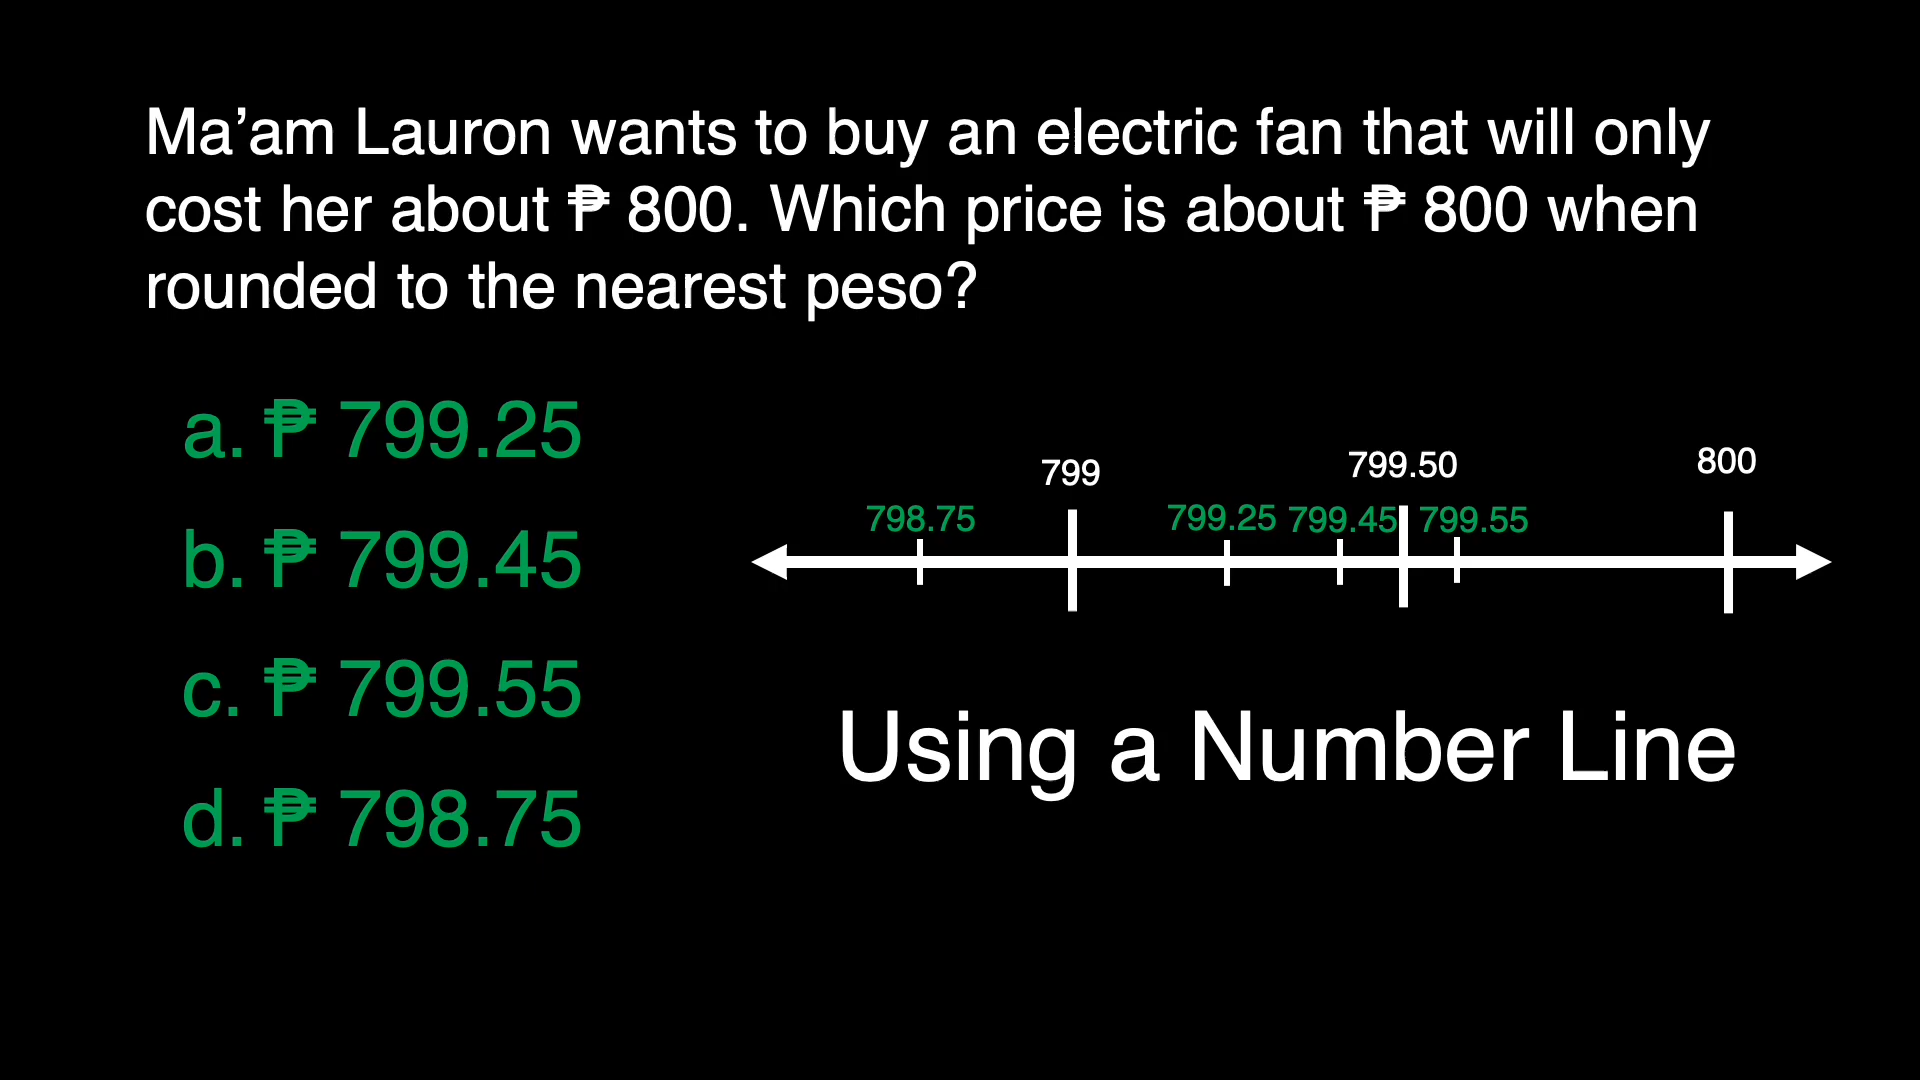 Ma’am Lauron wants to buy an electric fan that will only
cost her about ₱ 800. Which price is about ₱ 800 when
rounded to the nearest peso?
a. ₱ 799.25
b. ₱ 799.45
c. ₱ 799.55
d. ₱ 798.75
799 799.50 800
798.75 799.25 799.45 799.55
Using a Number Line